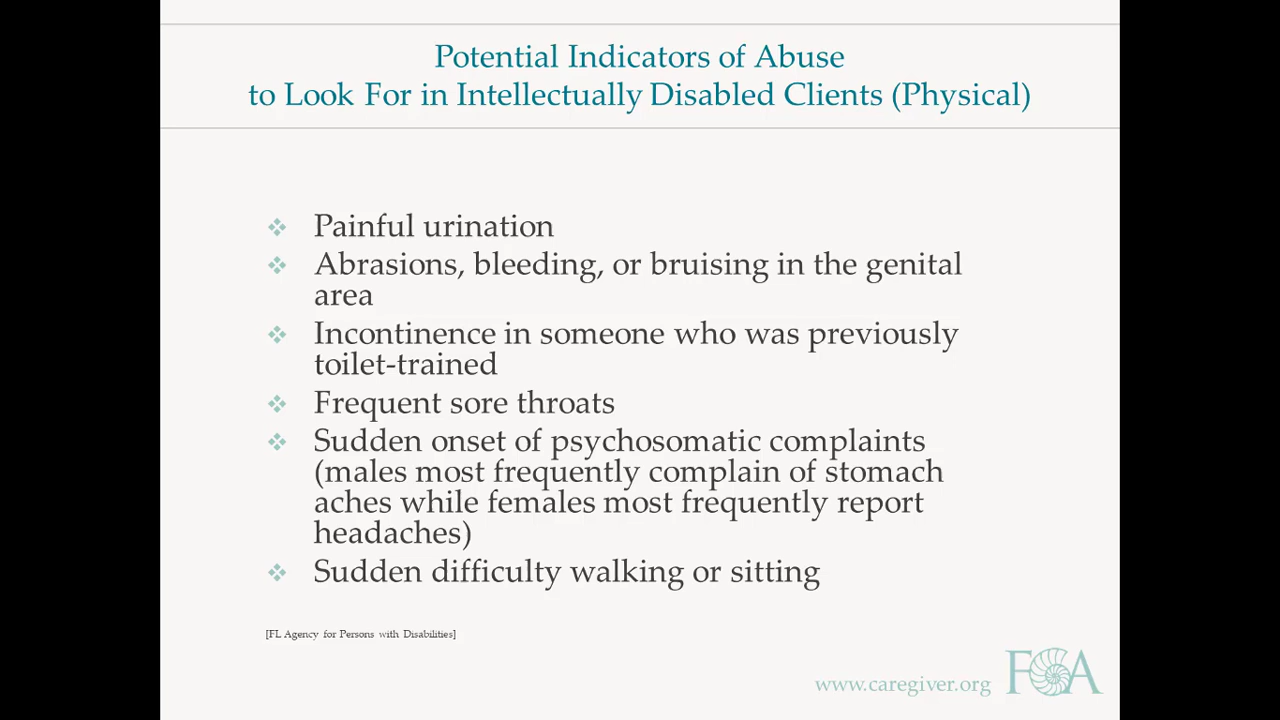 Potential Indicators of Abuse
to Look For in Intellectually Disabled Clients (Physical)
Painful urination
Abrasions, bleeding, or bruising in the genital
area
Incontinence in someone who was previously
toilet-trained
Frequent sore throats
Sudden onset of psychosomatic complaints
(males most frequently complain of stomach
aches while females most frequently report
headaches)
Sudden difficulty walking or sitting
[FL Agency for Persons with Disabilities]
www.caregiver.org
FCA